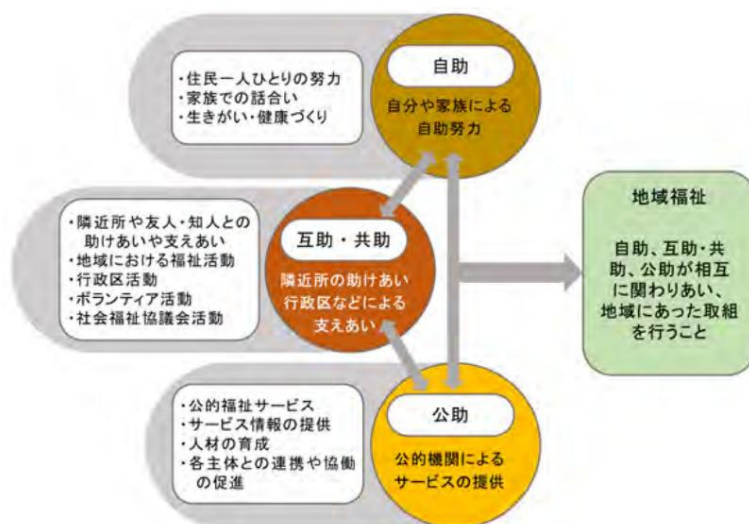 ・住民一人ひとりの努力
・家族での話合い
・生きがい・健康づくり
自助
自分や家族による
自助努力
・隣近所や友人・知人との
助けあいや支えあい
・地域における福祉活動
・行政区活動
・ボランティア活動
・社会福祉協議会活動
互助・共助
隣近所の助けあい
行政区などによる
支えあい
・公的福祉サービス
・サービス情報の提供
・人材の育成
・各主体との連携や協働
の促進
公助
公的機関による
サービスの提供
地域福祉
自助、互助・共
助、公助が相互
に関わりあい、
地域にあった取組
を行うこと